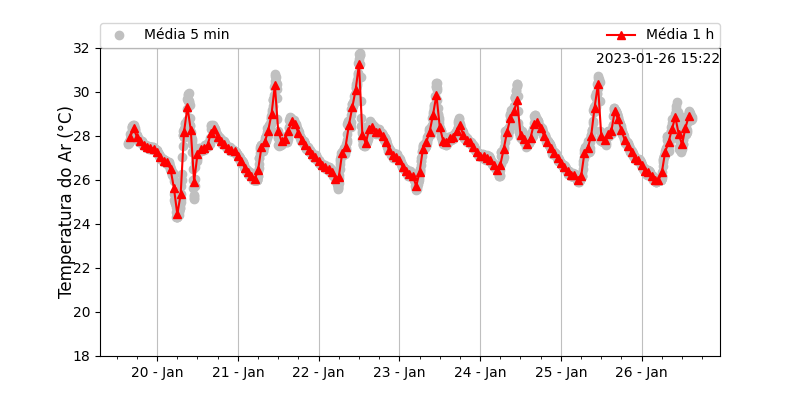 Média 5 min
Média 1 h
2023-01-26 15:22
Temperatura do Ar (°C)
32
30
28
26
24
22
20
18
20 - Jan
21 - Jan
22 - Jan
23 - Jan
24 - Jan
25 - Jan
26 - Jan